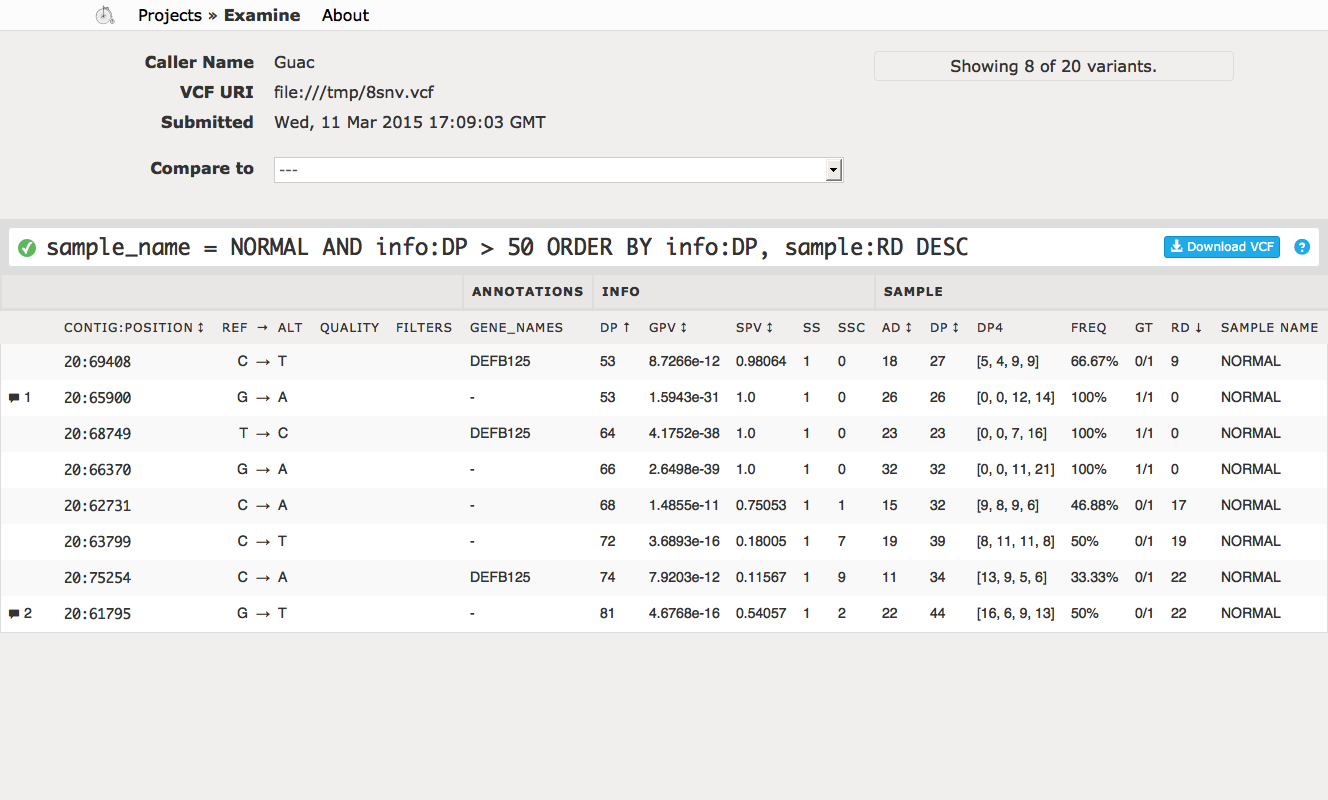 Projects » Examine About
Caller Name Guac
Showing 8 of 20 variants.
VCF URI file:///tmp/8snv.vcf
Submitted Wed, 11 Mar 2015 17:09:03 GMT
Compare to ---
sample_name = NORMAL AND info:DP > 50 ORDER BY info:DP, sample:RD DESC Download VCF ?
ANNOTATIONS INFO SAMPLE
CONTIG:POSITION ↕ REF → ALT QUALITY FILTERS GENE_NAMES DP ↑ GPV ↕ SPV ↕ SS SSC AD ↕ DP ↕ DP4 FREQ GT RD ↓ SAMPLE NAME
20:69408 C → T DEFB125 53 8.7266e-12 0.98064 1 0 18 27 [5, 4, 9, 9] 66.67% 0/1 9 NORMAL
1 20:65900 G → A - 53 1.5943e-31 1.0 1 0 26 26 [0, 0, 12, 14] 100% 1/1 0 NORMAL
20:68749 T → C DEFB125 64 4.1752e-38 1.0 1 0 23 23 [0, 0, 7, 16] 100% 1/1 0 NORMAL
20:66370 G → A - 66 2.6498e-39 1.0 1 0 32 32 [0, 0, 11, 21] 100% 1/1 0 NORMAL
20:62731 C → A - 68 1.4855e-11 0.75053 1 1 15 32 [9, 8, 9, 6] 46.88% 0/1 17 NORMAL
20:63799 C → T - 72 3.6893e-16 0.18005 1 7 19 39 [8, 11, 11, 8] 50% 0/1 19 NORMAL
20:75254 C → A DEFB125 74 7.9203e-12 0.11567 1 9 11 34 [13, 9, 5, 6] 33.33% 0/1 22 NORMAL
2 20:61795 G → T - 81 4.6768e-16 0.54057 1 2 22 44 [16, 6, 9, 13] 50% 0/1 22 NORMAL